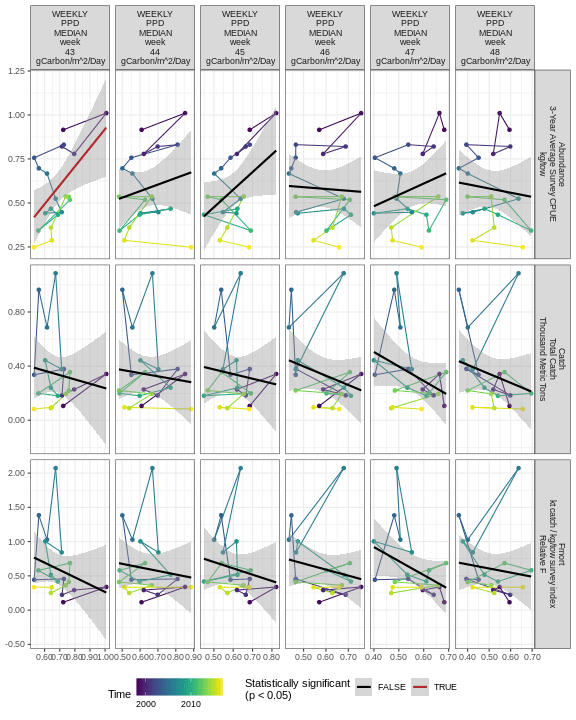 WEEKLY WEEKLY WEEKLY WEEKLY WEEKLY WEEKLY
PPD PPD PPD PPD PPD PPD
MEDIAN MEDIAN MEDIAN MEDIAN MEDIAN MEDIAN
week week week week week week
43 44 45 46 47 48
gCarbon/m^2/Day gCarbon/m^2/Day gCarbon/m^2/Day gCarbon/m^2/Day gCarbon/m^2/Day gCarbon/m^2/Day
1.25
1.00
0.75
0.50
0.25
Abundance
3-Year Average Survey CPUE
kg/tow
0.80
0.40
0.00
Catch
Total Catch
Thousand Metric Tons
2.00
1.50
1.00
0.50
0.00
-0.50
Fmort
kt catch / kg/tow survey index
Relative F
0.60 0.70 0.80 0.90 1.00 0.50 0.60 0.70 0.80 0.90 0.50 0.60 0.70 0.80 0.50 0.60 0.70 0.40 0.50 0.60 0.70 0.40 0.50 0.60 0.70
Time
2000 2010
Statistically significant
(p < 0.05)
FALSE TRUE